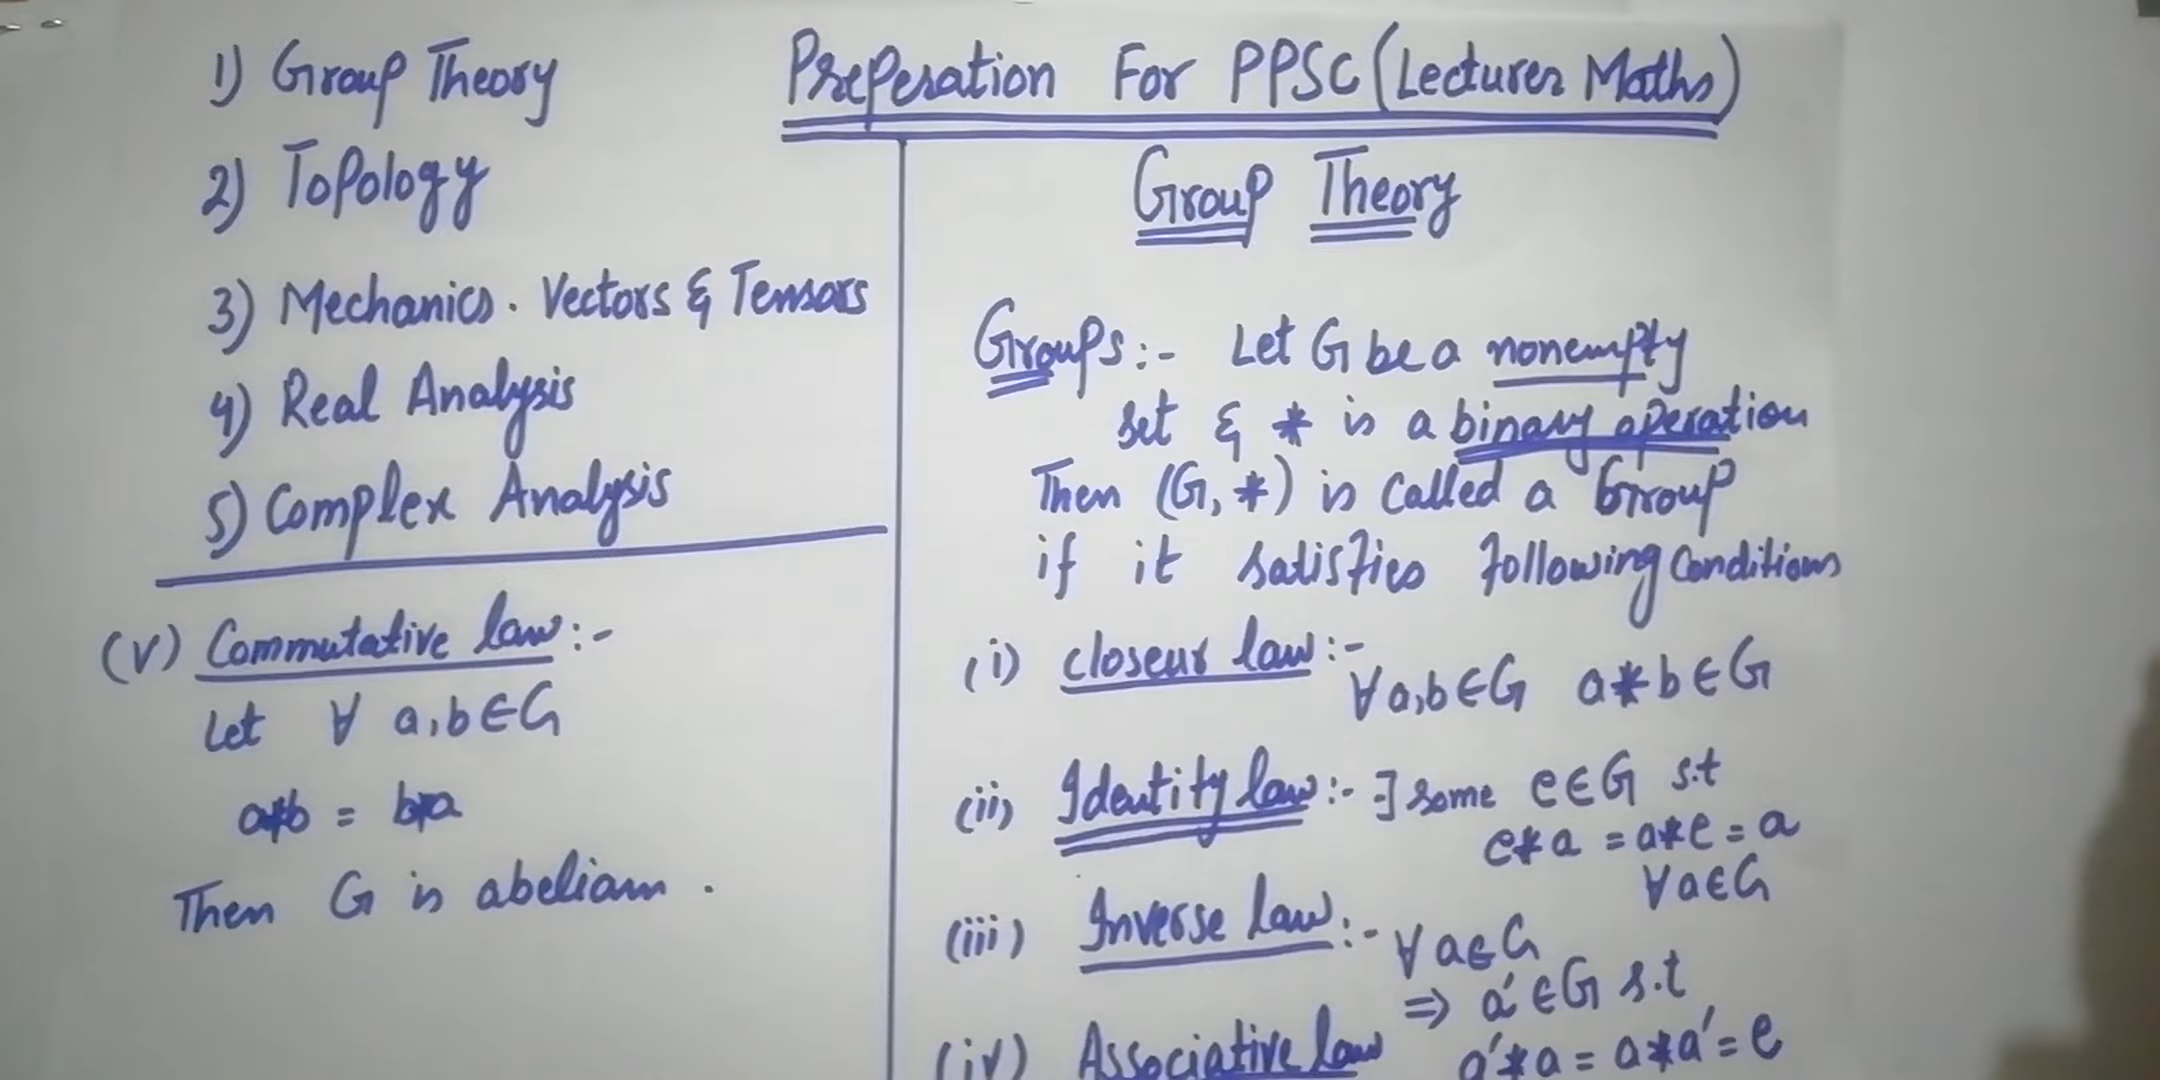 Preperation For PPSC (Lecturer Maths)
1) Group Theory
2) Topology
3) Mechanics. Vectors & Tensors
4) Real Analysis
5) Complex Analysis
(V) Commutative law:-
Let ∀ a,b∈G
a*b = b*a
Then G is abeliam.
Group Theory
Groups:- Let G be a nonempty
set & * is a binary operation
Then (G, *) is called a Group
if it satisfies following conditions
(i) closeur law:- ∀ a,b∈G a*b∈G
(ii) Identity law:- ∃ some e∈G s.t
e*a = a*e = a
∀a∈G
(iii) Inverse law:- ∀ a∈G
⇒ a'∈G s.t
a'*a = a*a' = e
(iv) Associative law